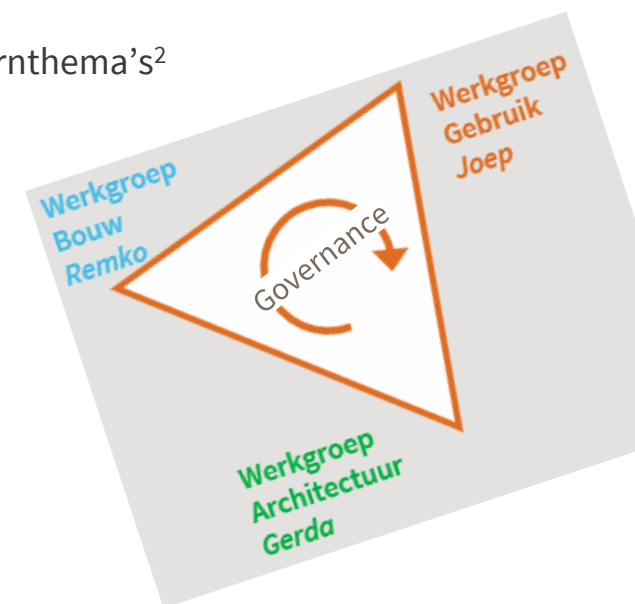 rnthema's²
Werkgroep
Gebruik
Joep
Werkgroep
Bouw
Remko
Governance
Werkgroep
Architectuur
Gerda